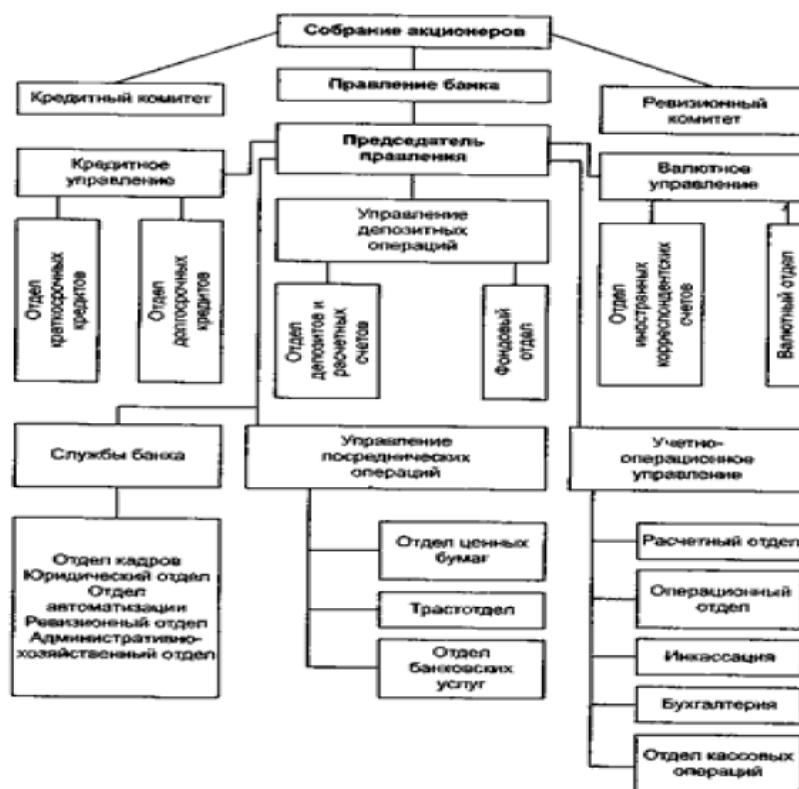 Собрание акционеров
Кредитный комитет
Правление банка
Ревизионный
комитет
Председатель
правления
Кредитное
управление
Валютное
управление
Управление
депозитных
операций
Отдел
краткосрочных
кредитов
Отдел
долгосрочных
кредитов
Отдел
депозитов и
расчетных
счетов
Фондовый
отдел
Отдел
иностранных
корреспондентских
счетов
Валютный отдел
Службы банка
Управление
посреднических
операций
Учетно-
операционное
управление
Отдел кадров
Юридический отдел
Отдел
автоматизации
Ревизионный отдел
Административно-
хозяйственный отдел
Отдел ценных
бумаг
Трастотдел
Отдел
банковских
услуг
Расчетный отдел
Операционный
отдел
Инкассация
Бухгалтерия
Отдел кассовых
операций